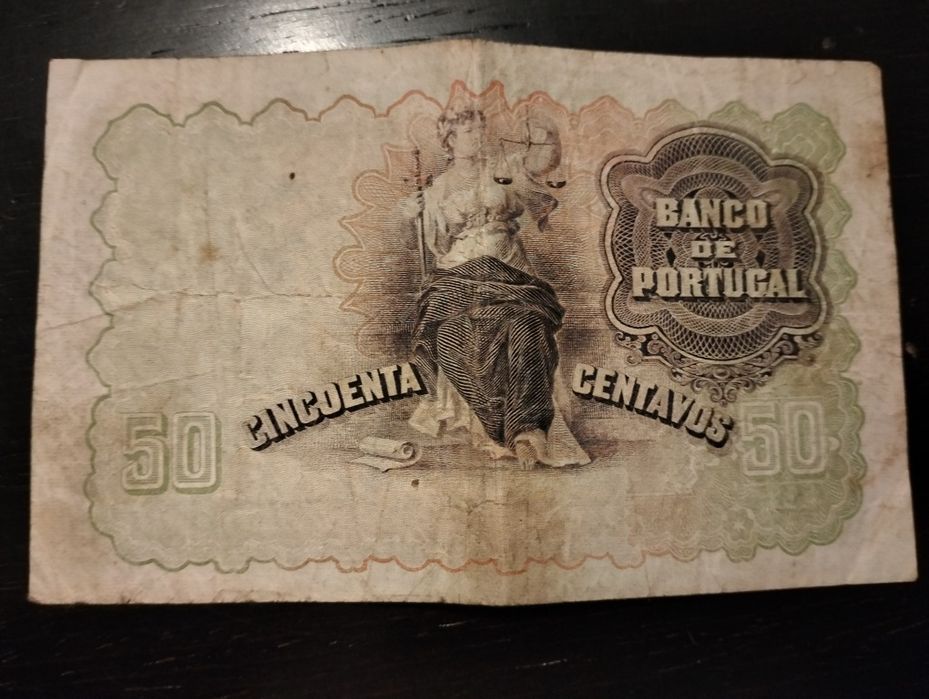 BANCO
DE
PORTUGAL
CINCOENTA CENTAVOS
50 50